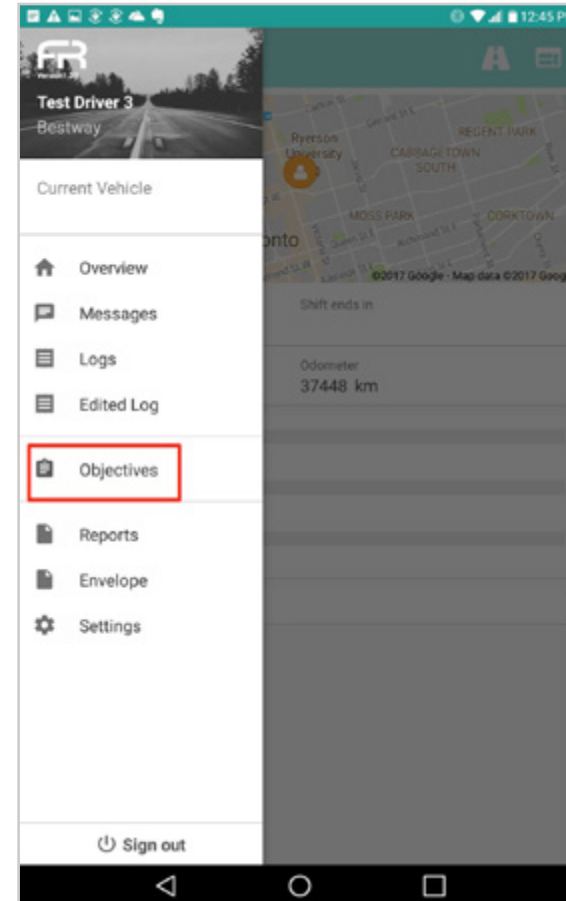 12:45 P
FR
Test Driver 3
Bestway
Current Vehicle
Overview
Messages
Logs
Edited Log
Objectives
Reports
Envelope
Settings
Sign out
Ryerson
University
CABBAGETOWN
SOUTH
REGENT PARK
MOSS PARK
CORKTOWN
onto
©2017 Google - Map data ©2017 Goog
Shift ends in
Odometer
37448 km